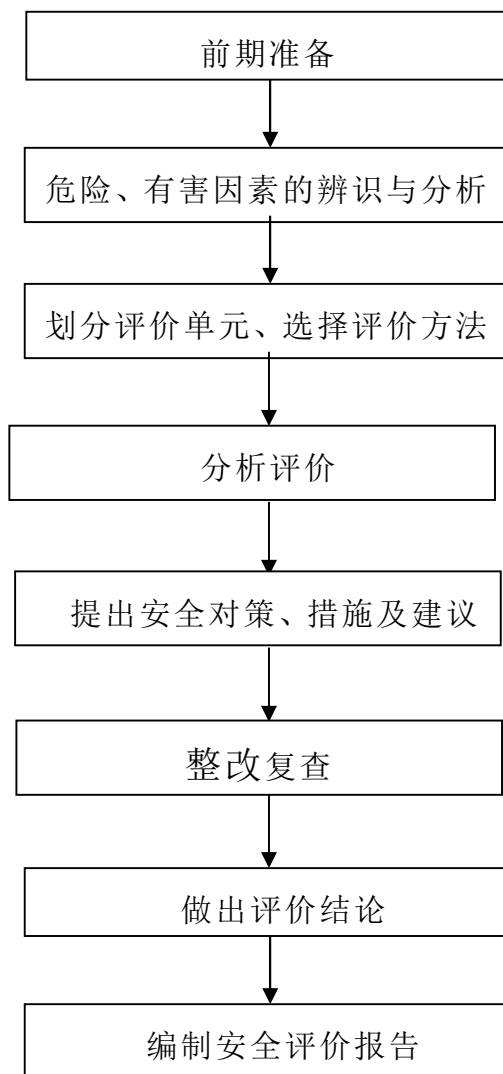 前期准备
危险、有害因素的辨识与分析
划分评价单元、选择评价方法
分析评价
提出安全对策、措施及建议
整改复查
做出评价结论
编制安全评价报告